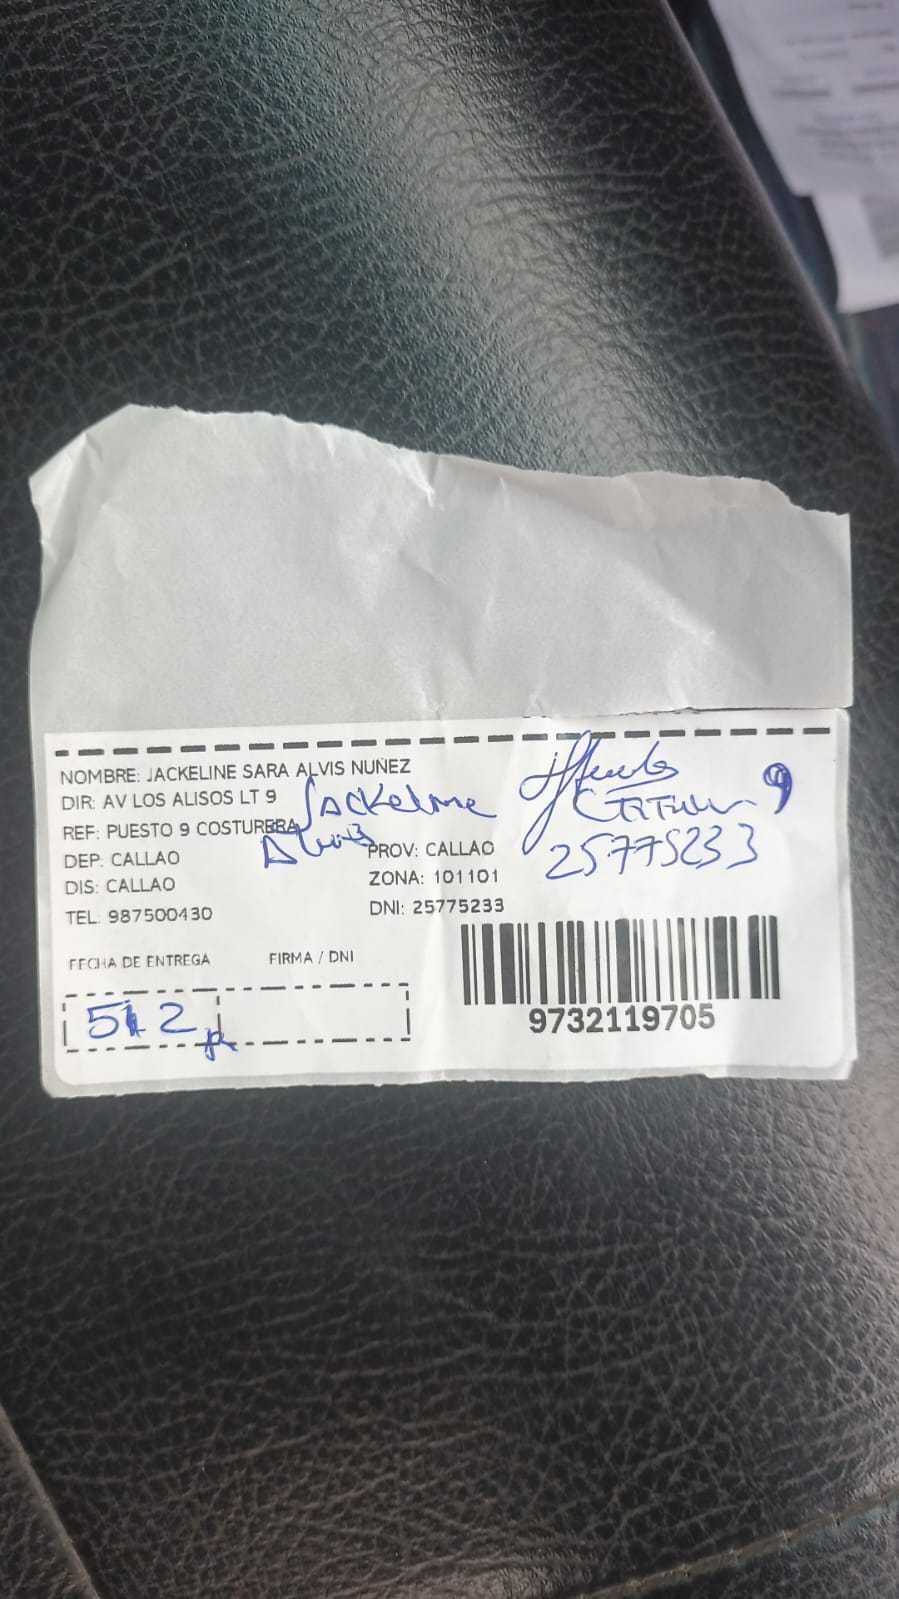 NOMBRE: JACKELINE SARA ALVIS NUÑEZ
DIR: AV LOS ALISOS LT 9
Jackeline
REF: PUESTO 9 COSTURERA
Alvis
DEP: CALLAO
PROV: CALLAO
25775233
DIS: CALLAO
ZONA: 101101
TEL: 987500430
DNI: 25775233
FECHA DE ENTREGA
FIRMA / DNI
9732119705